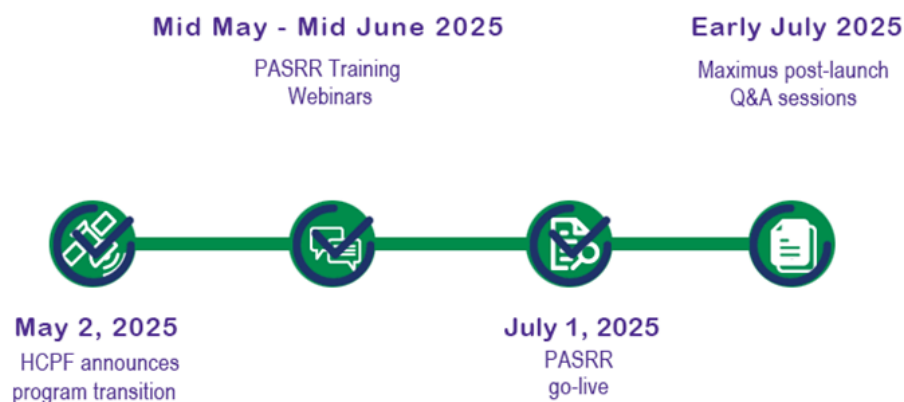 Mid May - Mid June 2025
PASRR Training
Webinars
Early July 2025
Maximus post-launch
Q&A sessions
May 2, 2025
HCPF announces
program transition
July 1, 2025
PASRR
go-live